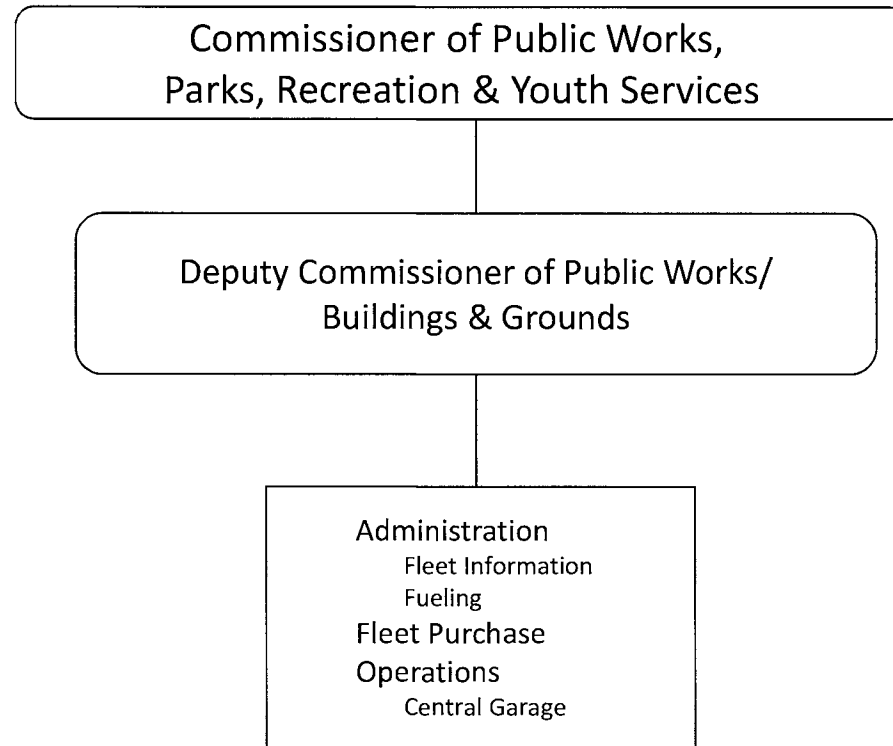 Commissioner of Public Works,
Parks, Recreation & Youth Services
Deputy Commissioner of Public Works/
Buildings & Grounds
Administration
Fleet Information
Fueling
Fleet Purchase
Operations
Central Garage